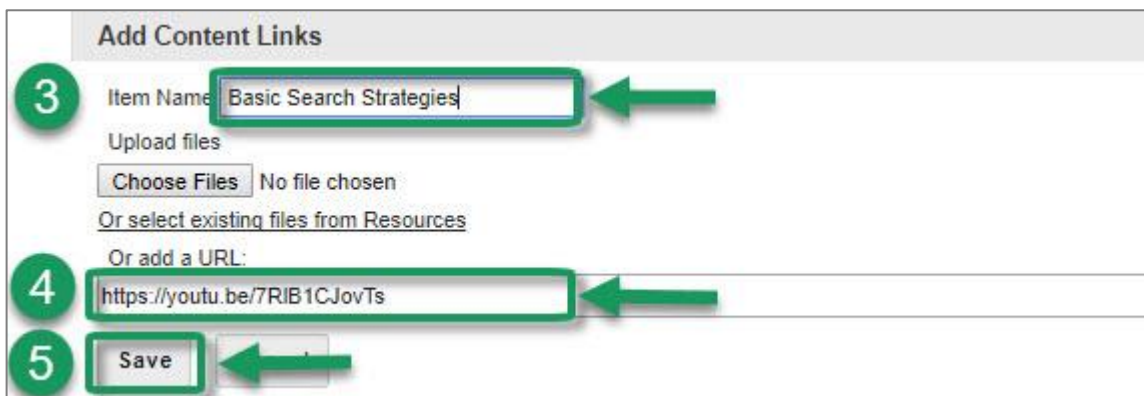 Add Content Links
3 Item Name Basic Search Strategies
Upload files
Choose Files No file chosen
Or select existing files from Resources
Or add a URL:
4 https://youtu.be/7RlB1CJovTs
5 Save